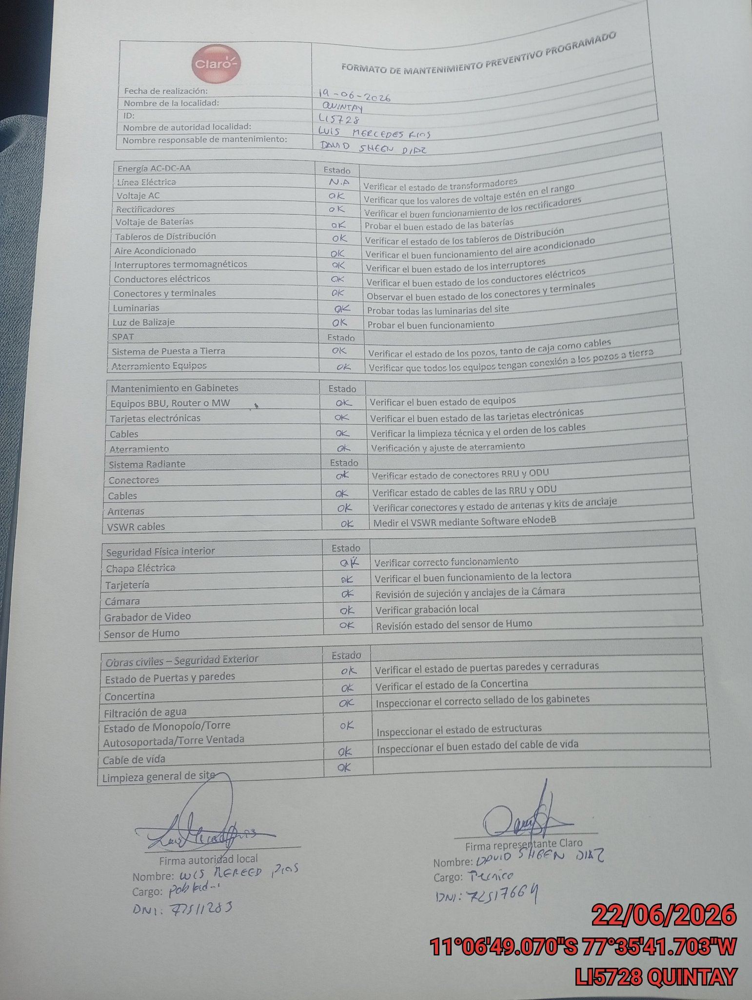 Claro
FORMATO DE MANTENIMIENTO PREVENTIVO PROGRAMADO
Fecha de realización: 19-06-2026
Nombre de la localidad: QUINTAY
ID: LI5728
Nombre de autoridad localidad: LUIS MERCEDES RIOS
Nombre responsable de mantenimiento: DAVID SHEEN DIAZ
Energía AC-DC-AA Estado
Línea Eléctrica N.A Verificar el estado de transformadores
Voltaje AC OK Verificar que los valores de voltaje estén en el rango
Rectificadores OK Verificar el buen funcionamiento de los rectificadores
Voltaje de Baterías OK Probar el buen estado de las baterías
Tableros de Distribución OK Verificar el estado de los tableros de Distribución
Aire Acondicionado OK Verificar el buen funcionamiento del aire acondicionado
Interruptores termomagnéticos OK Verificar el buen estado de los interruptores
Conductores eléctricos OK Verificar el buen estado de los conductores eléctricos
Conectores y terminales OK Observar el buen estado de los conectores y terminales
Luminarias OK Probar todas las luminarias del site
Luz de Balizaje OK Probar el buen funcionamiento
SPAT Estado
Sistema de Puesta a Tierra OK Verificar el estado de los pozos, tanto de caja como cables
Aterramiento Equipos OK Verificar que todos los equipos tengan conexión a los pozos a tierra
Mantenimiento en Gabinetes Estado
Equipos BBU, Router o MW OK Verificar el buen estado de equipos
Tarjetas electrónicas OK Verificar el buen estado de las tarjetas electrónicas
Cables OK Verificar la limpieza técnica y el orden de los cables
Aterramiento OK Verificación y ajuste de aterramiento
Sistema Radiante Estado
Conectores OK Verificar estado de conectores RRU y ODU
Cables OK Verificar estado de cables de las RRU y ODU
Antenas OK Verificar conectores y estado de antenas y kits de anclaje
VSWR cables OK Medir el VSWR mediante Software eNodeB
Seguridad Física interior Estado
Chapa Eléctrica OK Verificar correcto funcionamiento
Tarjetería OK Verificar el buen funcionamiento de la lectora
Cámara OK Revisión de sujeción y anclajes de la Cámara
Grabador de Video OK Verificar grabación local
Sensor de Humo OK Revisión estado del sensor de Humo
Obras civiles – Seguridad Exterior Estado
Estado de Puertas y paredes OK Verificar el estado de puertas paredes y cerraduras
Concertina OK Verificar el estado de la Concertina
Filtración de agua OK Inspeccionar el correcto sellado de los gabinetes
Estado de Monopolo/Torre
Autosoportada/Torre Ventada OK Inspeccionar el estado de estructuras
Cable de vida OK Inspeccionar el buen estado del cable de vida
Limpieza general de site OK
Firma autoridad local
Nombre: LUIS MERCED RIOS
Cargo: Poblad
DNI: 72511283
Firma representante Claro
Nombre: DAVID SHEEN DIAZ
Cargo: Tecnico
DNI: 72517664
22/06/2026
11°06'49.070"S 77°35'41.703"W
LI5728 QUINTAY